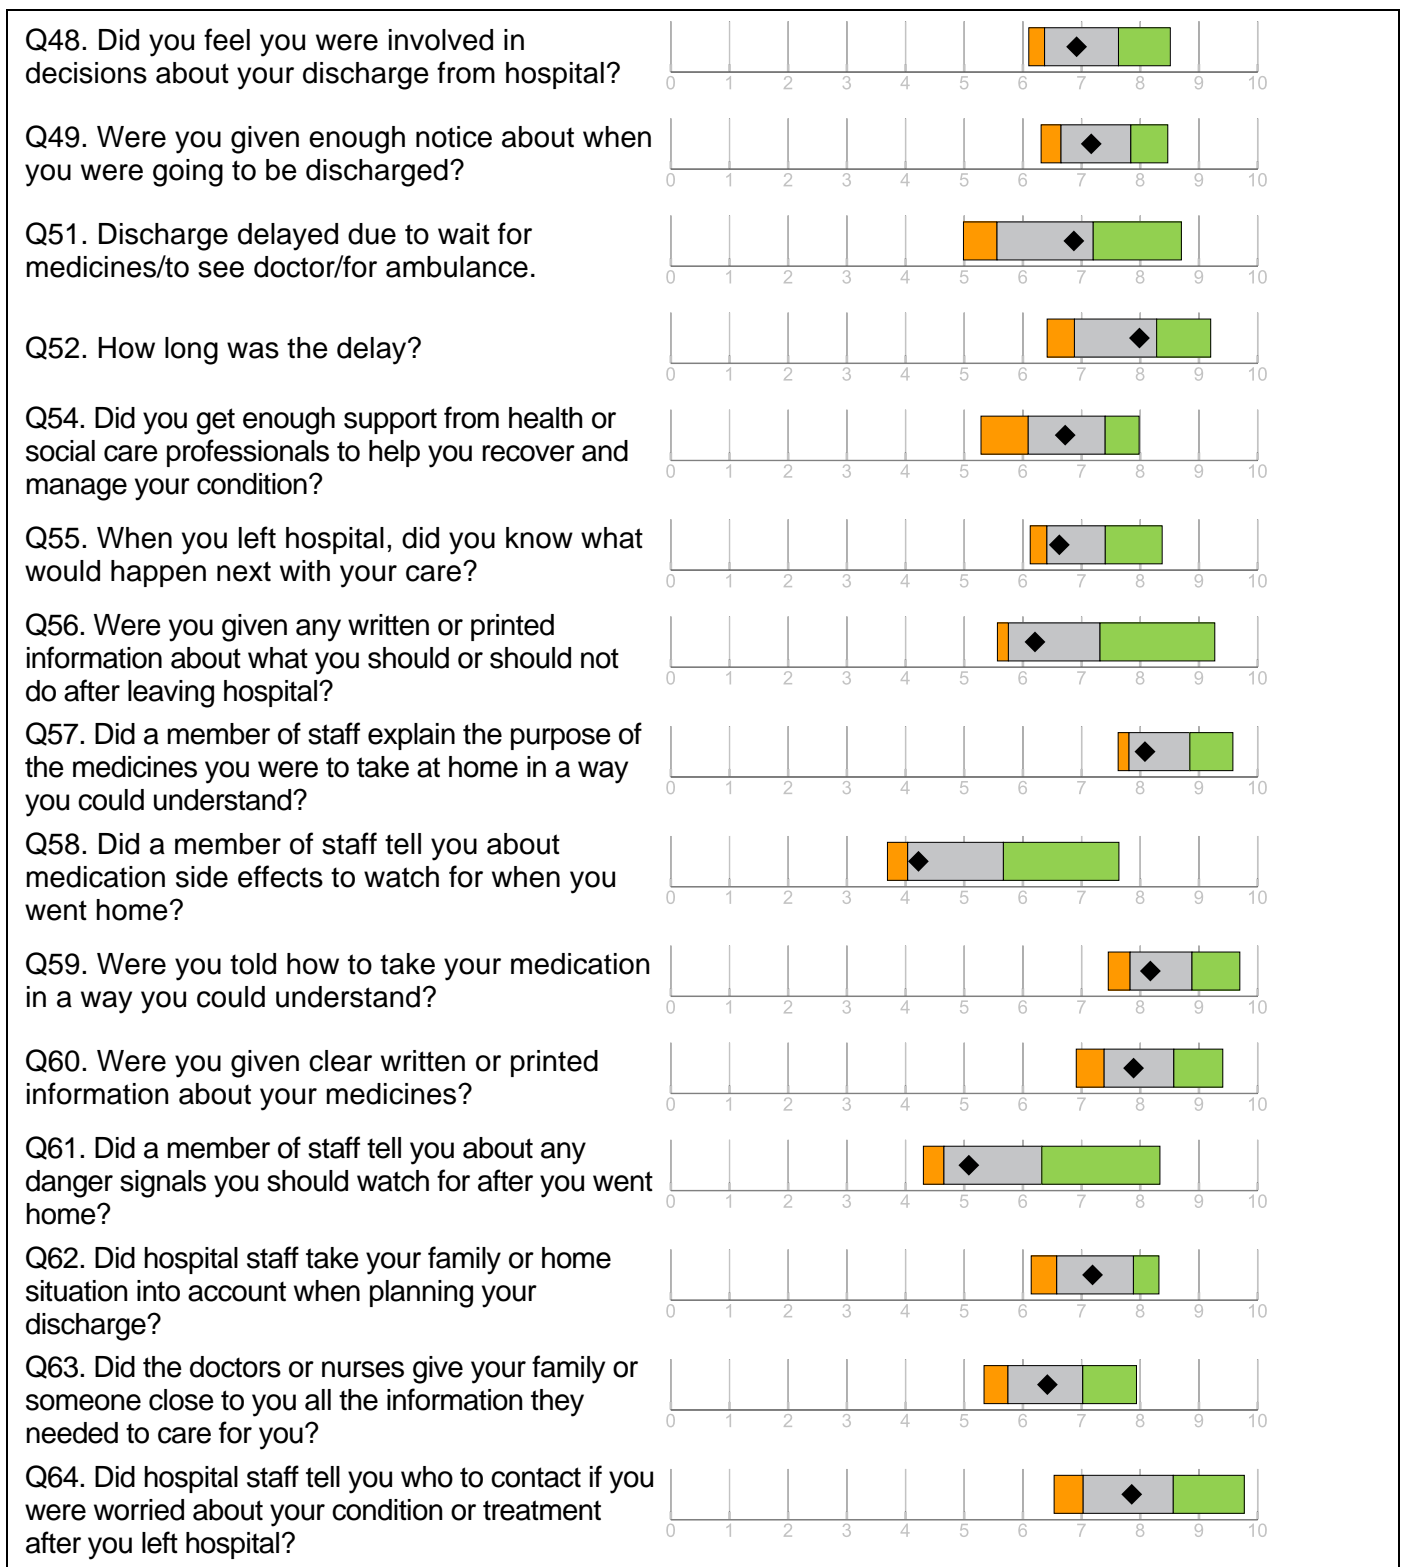 Q48. Did you feel you were involved in
decisions about your discharge from hospital?
0 1 2 3 4 5 6 7 8 9 10
Q49. Were you given enough notice about when
you were going to be discharged?
0 1 2 3 4 5 6 7 8 9 10
Q51. Discharge delayed due to wait for
medicines/to see doctor/for ambulance.
0 1 2 3 4 5 6 7 8 9 10
Q52. How long was the delay?
0 1 2 3 4 5 6 7 8 9 10
Q54. Did you get enough support from health or
social care professionals to help you recover and
manage your condition?
0 1 2 3 4 5 6 7 8 9 10
Q55. When you left hospital, did you know what
would happen next with your care?
0 1 2 3 4 5 6 7 8 9 10
Q56. Were you given any written or printed
information about what you should or should not
do after leaving hospital?
0 1 2 3 4 5 6 7 8 9 10
Q57. Did a member of staff explain the purpose of
the medicines you were to take at home in a way
you could understand?
0 1 2 3 4 5 6 7 8 9 10
Q58. Did a member of staff tell you about
medication side effects to watch for when you
went home?
0 1 2 3 4 5 6 7 8 9 10
Q59. Were you told how to take your medication
in a way you could understand?
0 1 2 3 4 5 6 7 8 9 10
Q60. Were you given clear written or printed
information about your medicines?
0 1 2 3 4 5 6 7 8 9 10
Q61. Did a member of staff tell you about any
danger signals you should watch for after you went
home?
0 1 2 3 4 5 6 7 8 9 10
Q62. Did hospital staff take your family or home
situation into account when planning your
discharge?
0 1 2 3 4 5 6 7 8 9 10
Q63. Did the doctors or nurses give your family or
someone close to you all the information they
needed to care for you?
0 1 2 3 4 5 6 7 8 9 10
Q64. Did hospital staff tell you who to contact if you
were worried about your condition or treatment
after you left hospital?
0 1 2 3 4 5 6 7 8 9 10